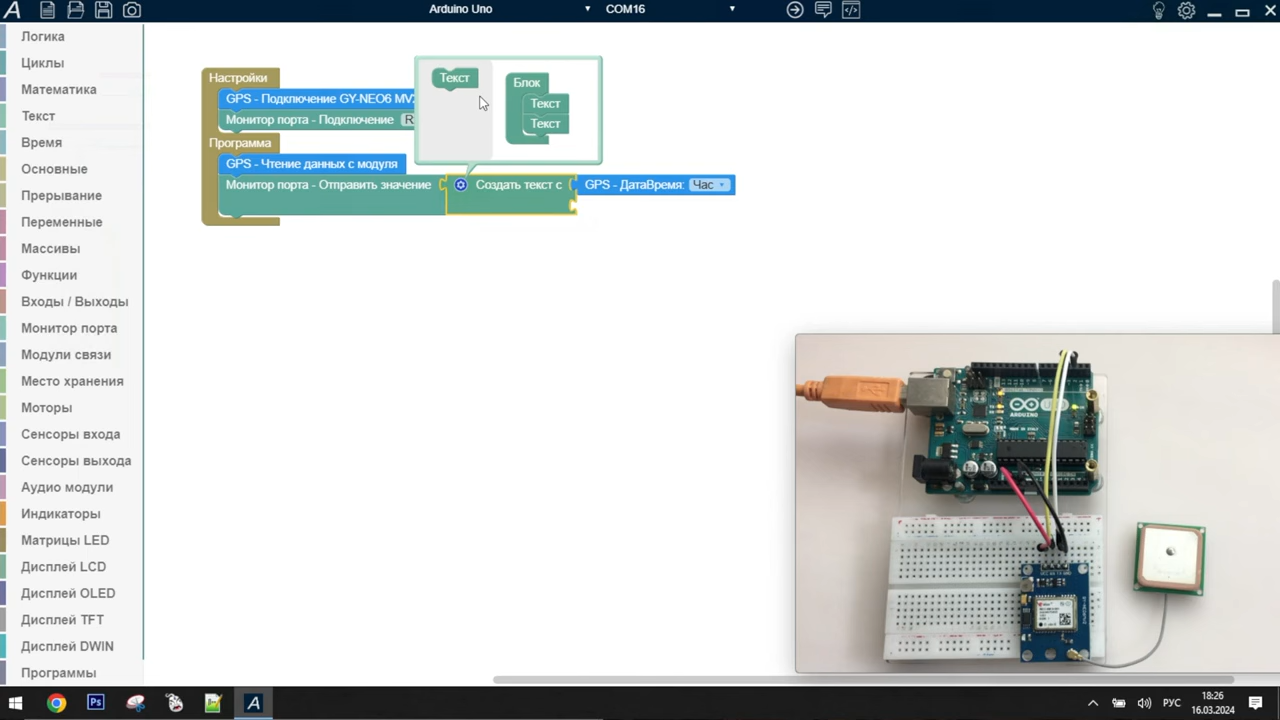 Arduino Uno
COM16
Логика
Циклы
Математика
Текст
Время
Основные
Прерывание
Переменные
Массивы
Функции
Входы / Выходы
Монитор порта
Модули связи
Место хранения
Моторы
Сенсоры входа
Сенсоры выхода
Аудио модули
Индикаторы
Матрицы LED
Дисплей LCD
Дисплей OLED
Дисплей TFT
Дисплей DWIN
Программы
Настройки
GPS - Подключение GY-NEO6 MV2
Монитор порта - Подключение R
Программа
GPS - Чтение данных с модуля
Монитор порта - Отправить значение
Создать текст с
GPS - ДатаВремя: Час
Текст
Блок
Текст
Текст
ARDUINO
РУС
18:26
16.03.2024